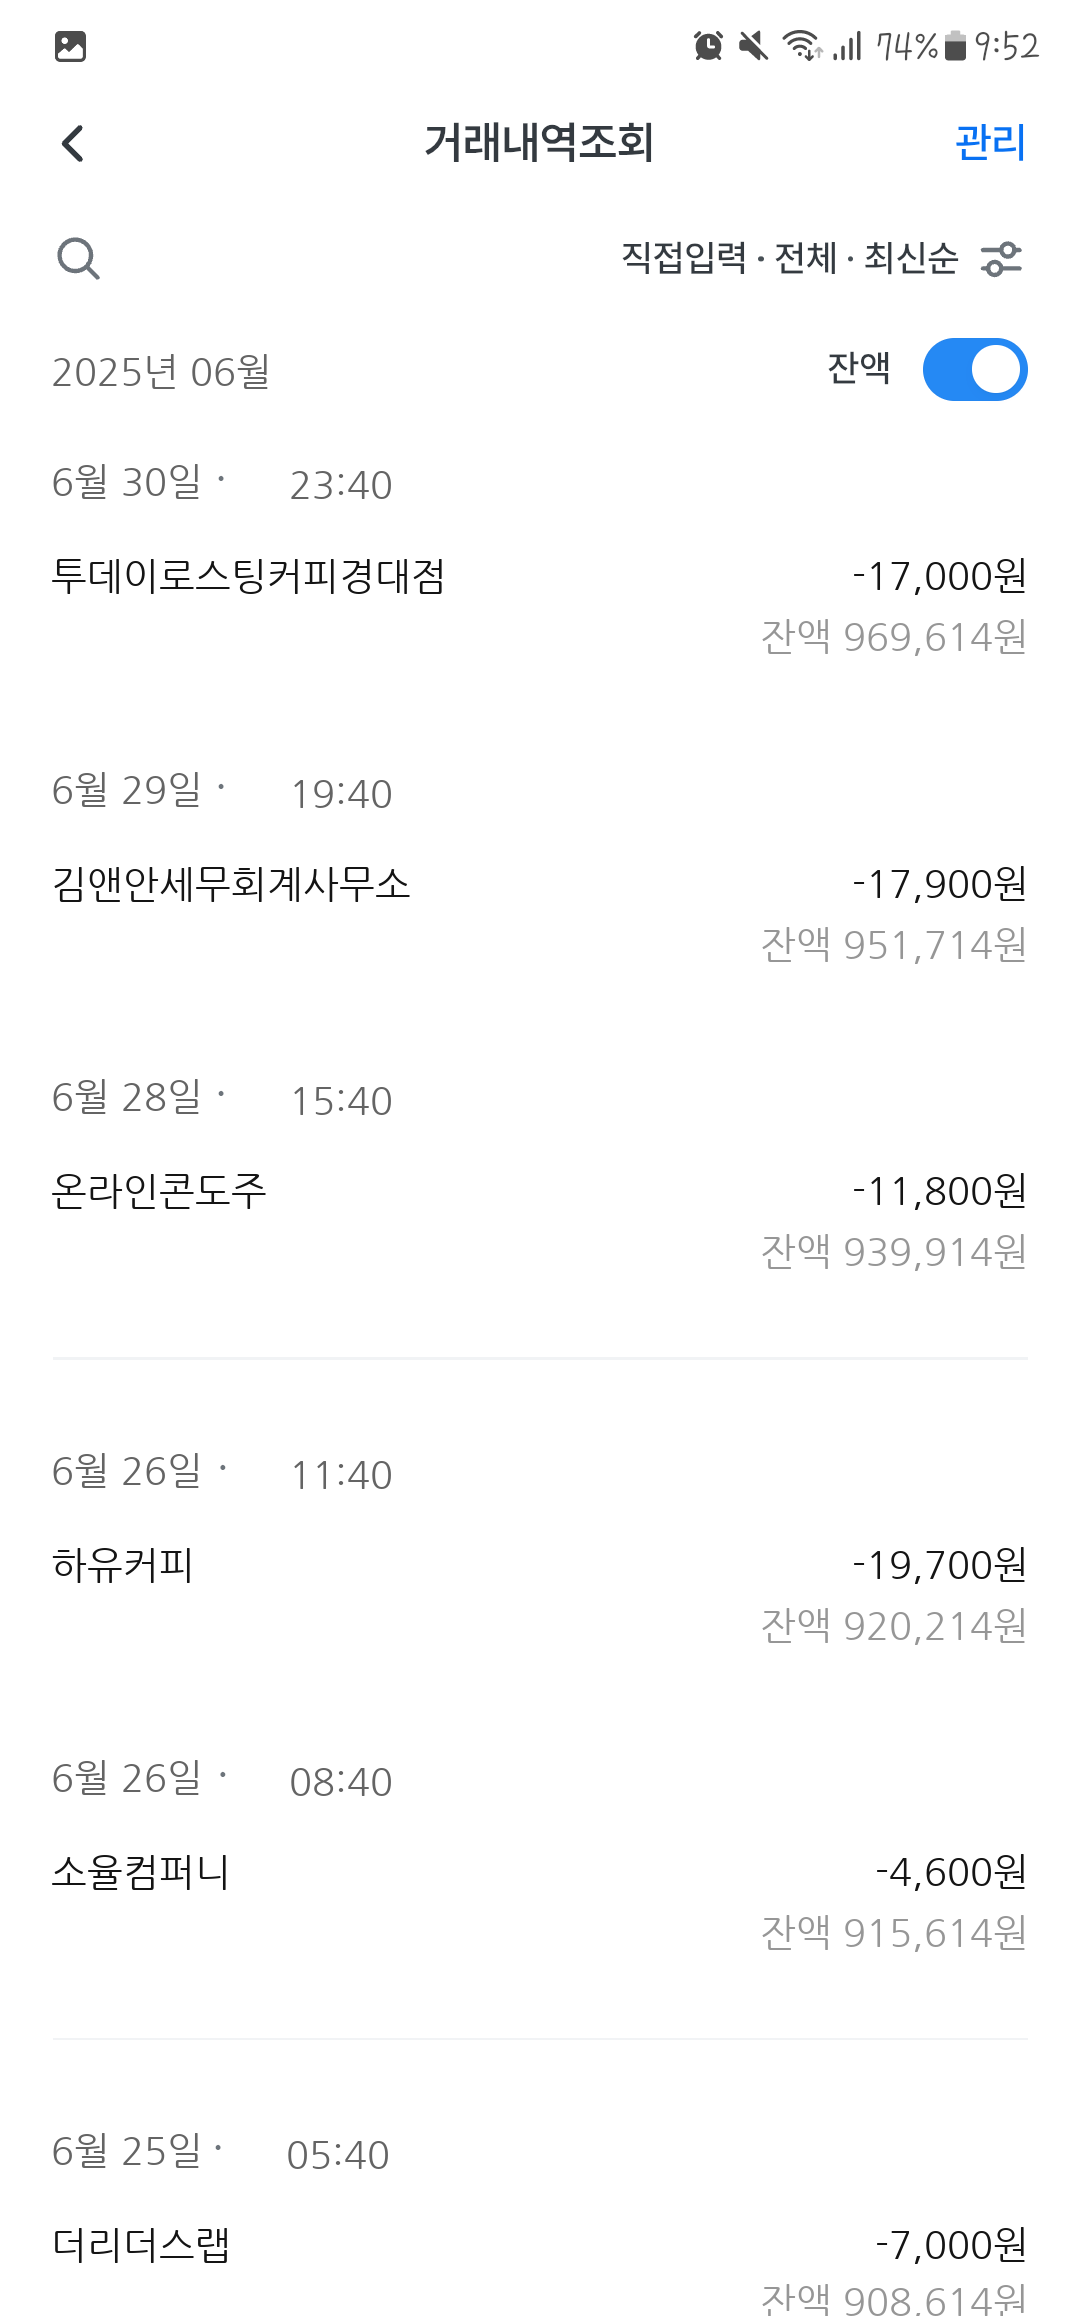 74% 9:52
거래내역조회 관리
직접입력 · 전체 · 최신순
2025년 06월 잔액
6월 30일 · 23:40
투데이로스팅커피경대점 -17,000원
잔액 969,614원
6월 29일 · 19:40
김앤안세무회계사무소 -17,900원
잔액 951,714원
6월 28일 · 15:40
온라인콘도주 -11,800원
잔액 939,914원
6월 26일 · 11:40
하유커피 -19,700원
잔액 920,214원
6월 26일 · 08:40
소율컴퍼니 -4,600원
잔액 915,614원
6월 25일 · 05:40
더리더스랩 -7,000원
잔액 908,614원